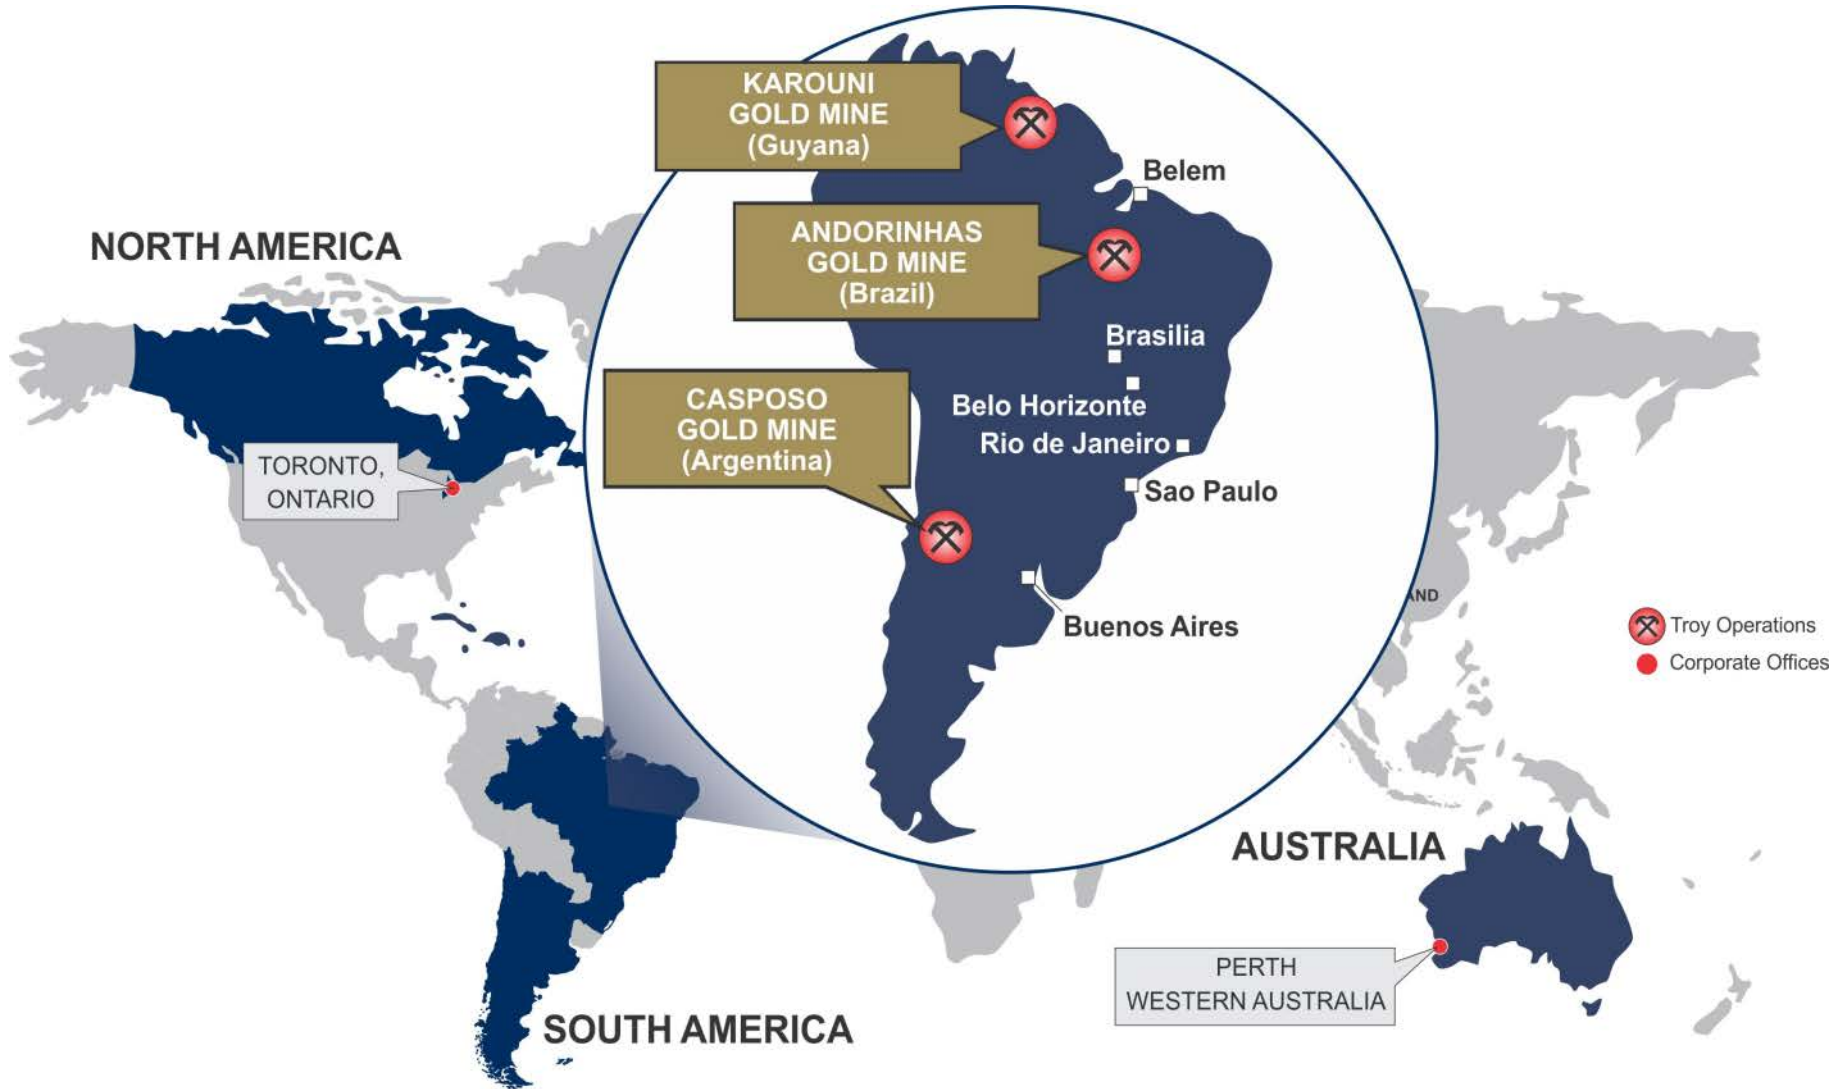 KAROUNI
GOLD MINE
(Guyana)
Belem
ANDORINHAS
GOLD MINE
(Brazil)
NORTH AMERICA
Brasilia
CASPOSO
GOLD MINE
(Argentina)
Belo Horizonte
Rio de Janeiro
TORONTO,
ONTARIO
Sao Paulo
Buenos Aires
Troy Operations
Corporate Offices
AUSTRALIA
PERTH
WESTERN AUSTRALIA
SOUTH AMERICA